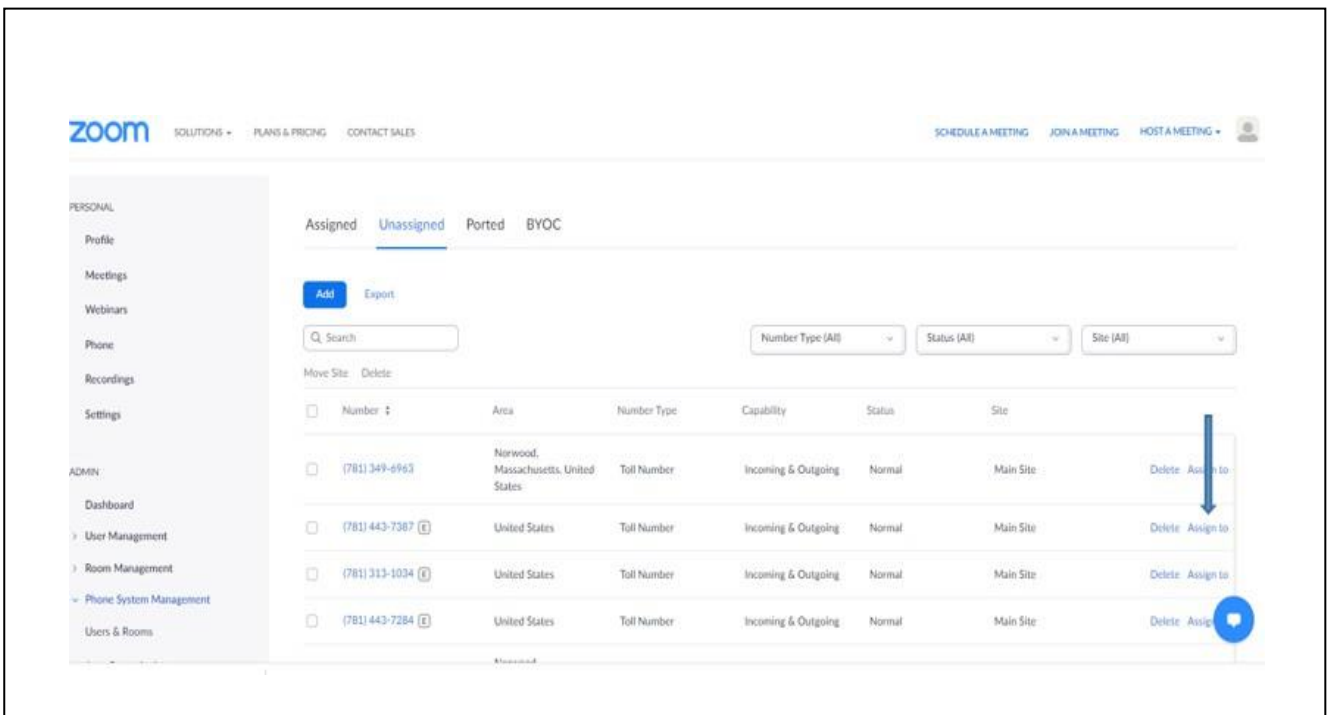 zoom SOLUTIONS PLANS & PRICING CONTACT SALES SCHEDULE A MEETING JOIN A MEETING HOST A MEETING
PERSONAL
Profile
Meetings
Webinars
Phone
Recordings
Settings
ADMIN
Dashboard
User Management
Room Management
Phone System Management
Users & Rooms
Assigned Unassigned Ported BYOC
Add Export
Search Number Type (All) Status (All) Site (All)
Move Site Delete
Number Area Number Type Capability Status Site
(781) 349-6963 Norwood, Massachusetts, United States Toll Number Incoming & Outgoing Normal Main Site Delete to
(781) 443-7387 E United States Toll Number Incoming & Outgoing Normal Main Site Delete Assign to
(781) 313-1034 E United States Toll Number Incoming & Outgoing Normal Main Site Delete Assign to
(781) 443-7284 E United States Toll Number Incoming & Outgoing Normal Main Site Delete